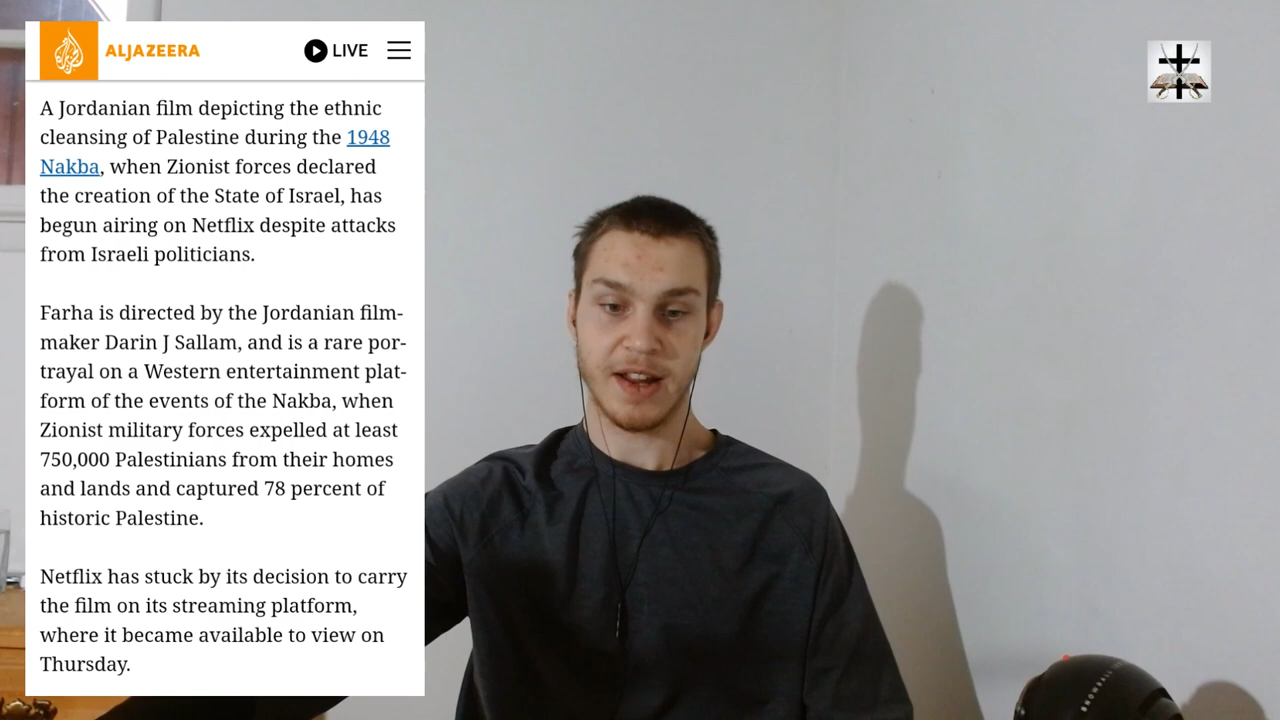 ALJAZEERA
LIVE
A Jordanian film depicting the ethnic
cleansing of Palestine during the 1948
Nakba, when Zionist forces declared
the creation of the State of Israel, has
begun airing on Netflix despite attacks
from Israeli politicians.
Farha is directed by the Jordanian film-
maker Darin J Sallam, and is a rare por-
trayal on a Western entertainment plat-
form of the events of the Nakba, when
Zionist military forces expelled at least
750,000 Palestinians from their homes
and lands and captured 78 percent of
historic Palestine.
Netflix has stuck by its decision to carry
the film on its streaming platform,
where it became available to view on
Thursday.